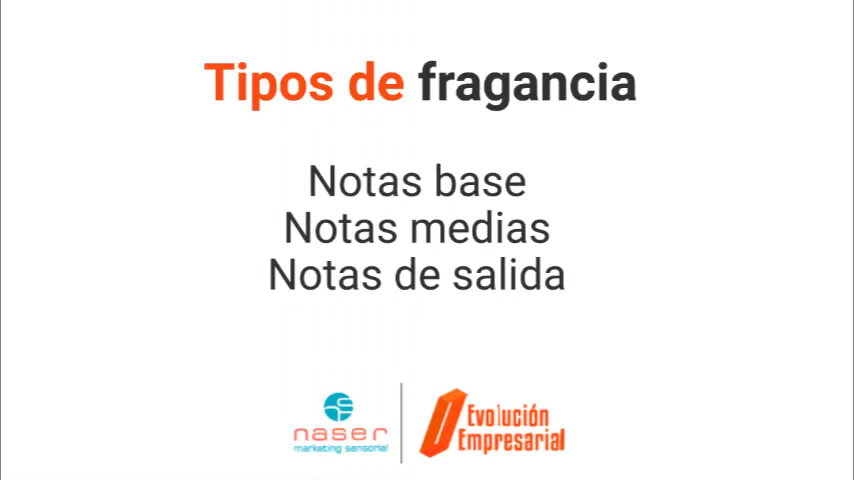 Tipos de fragancia
Notas base
Notas medias
Notas de salida
naser
marketing sensorial
Evolución
Empresarial